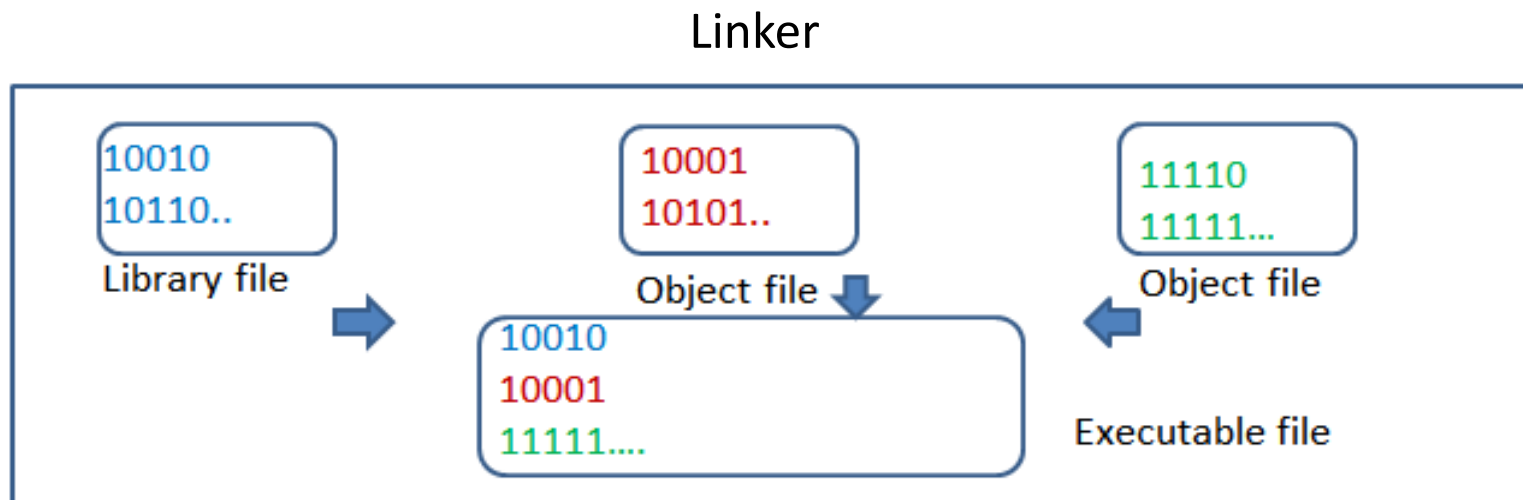 Linker
10010
10110..
Library file
10001
10101..
Object file
11110
11111...
Object file
10010
10001
11111....
Executable file